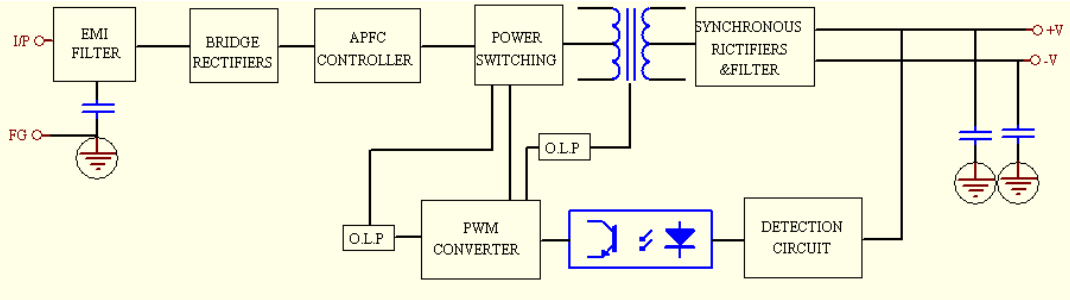 I/P
EMI
FILTER
BRIDGE
RECTIFIERS
APFC
CONTROLLER
POWER
SWITCHING
SYNCHRONOUS
RICTIFIERS
&FILTER
+V
-V
FG
O.L.P
O.L.P
PWM
CONVERTER
DETECTION
CIRCUIT